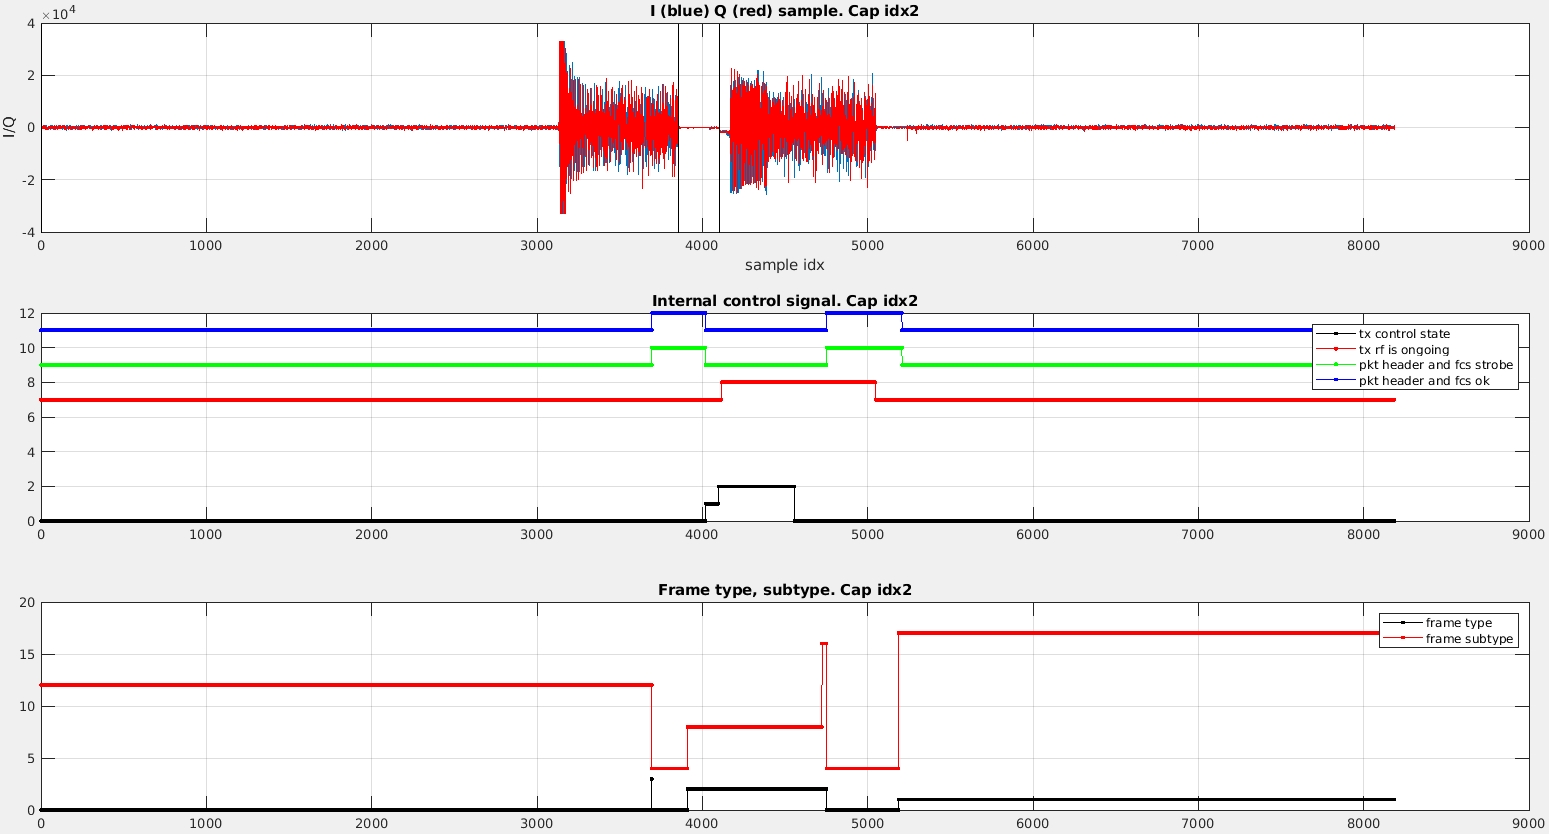 I (blue) Q (red) sample. Cap idx2
×10⁴
4
2
0
-2
-4
I/Q
0 1000 2000 3000 4000 5000 6000 7000 8000 9000
sample idx
Internal control signal. Cap idx2
12
10
8
6
4
2
0
tx control state
tx rf is ongoing
pkt header and fcs strobe
pkt header and fcs ok
0 1000 2000 3000 4000 5000 6000 7000 8000 9000
Frame type, subtype. Cap idx2
20
15
10
5
0
frame type
frame subtype
0 1000 2000 3000 4000 5000 6000 7000 8000 9000